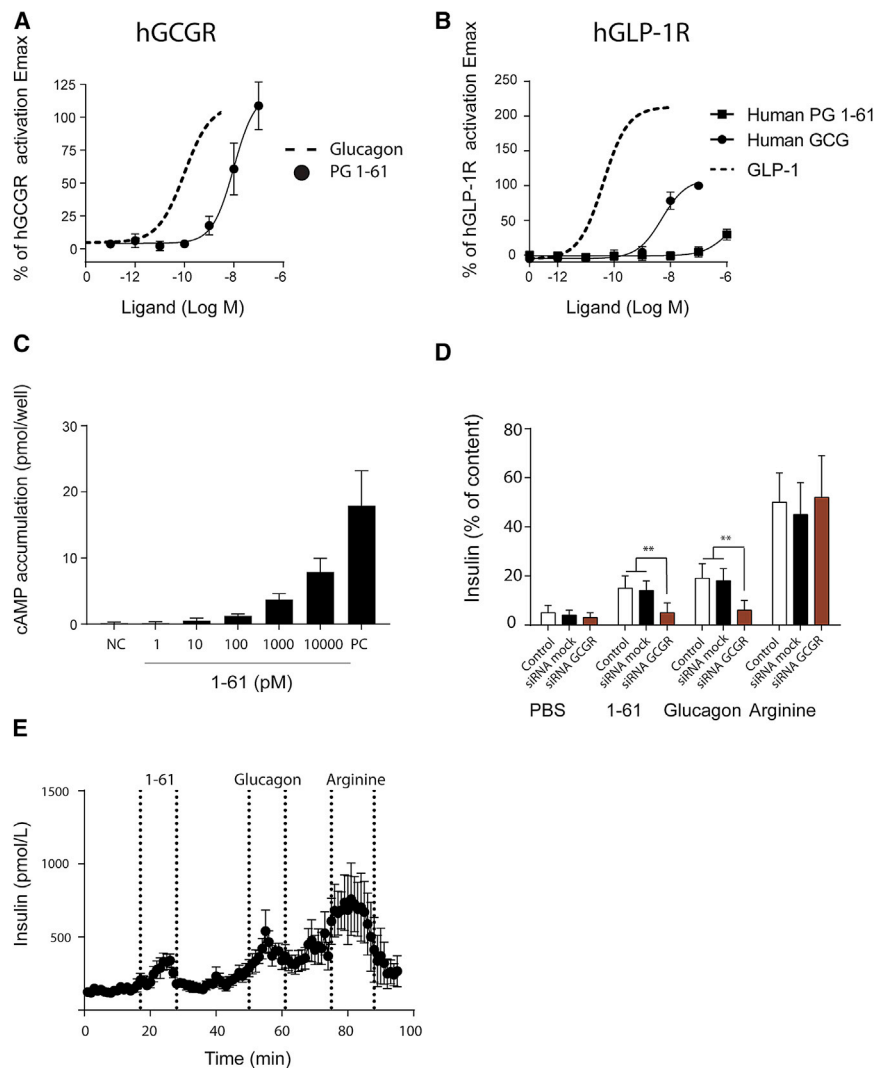 A
hGCGR
% of hGCGR activation Emax
125
100
75
50
25
0
0 -12 -10 -8 -6
Ligand (Log M)
Glucagon
PG 1-61
B
hGLP-1R
% of hGLP-1R activation Emax
250
200
150
100
50
0
0 -12 -10 -8 -6
Ligand (Log M)
Human PG 1-61
Human GCG
GLP-1
C
cAMP accumulation (pmol/well)
30
20
10
0
NC 1 10 100 1000 10000 PC
1-61 (pM)
D
Insulin (% of content)
80
60
40
20
0
** **
Control siRNA mock siRNA GCGR Control siRNA mock siRNA GCGR Control siRNA mock siRNA GCGR Control siRNA mock siRNA GCGR
PBS 1-61 Glucagon Arginine
E
1-61 Glucagon Arginine
Insulin (pmol/L)
1500
1000
500
0 20 40 60 80 100
Time (min)